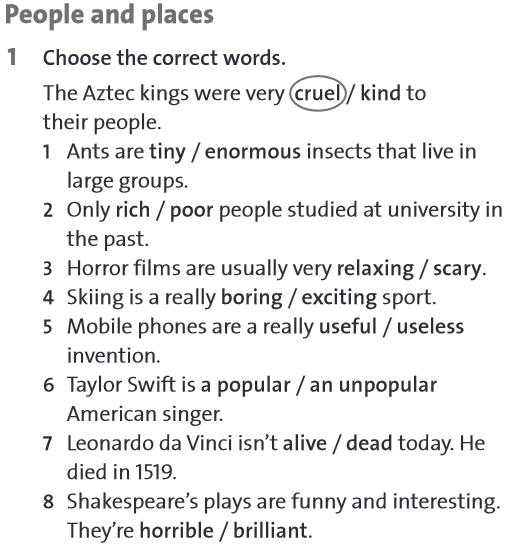 People and places
1 Choose the correct words.
The Aztec kings were very cruel / kind to
their people.
1 Ants are tiny / enormous insects that live in
large groups.
2 Only rich / poor people studied at university in
the past.
3 Horror films are usually very relaxing / scary.
4 Skiing is a really boring / exciting sport.
5 Mobile phones are a really useful / useless
invention.
6 Taylor Swift is a popular / an unpopular
American singer.
7 Leonardo da Vinci isn't alive / dead today. He
died in 1519.
8 Shakespeare's plays are funny and interesting.
They're horrible / brilliant.